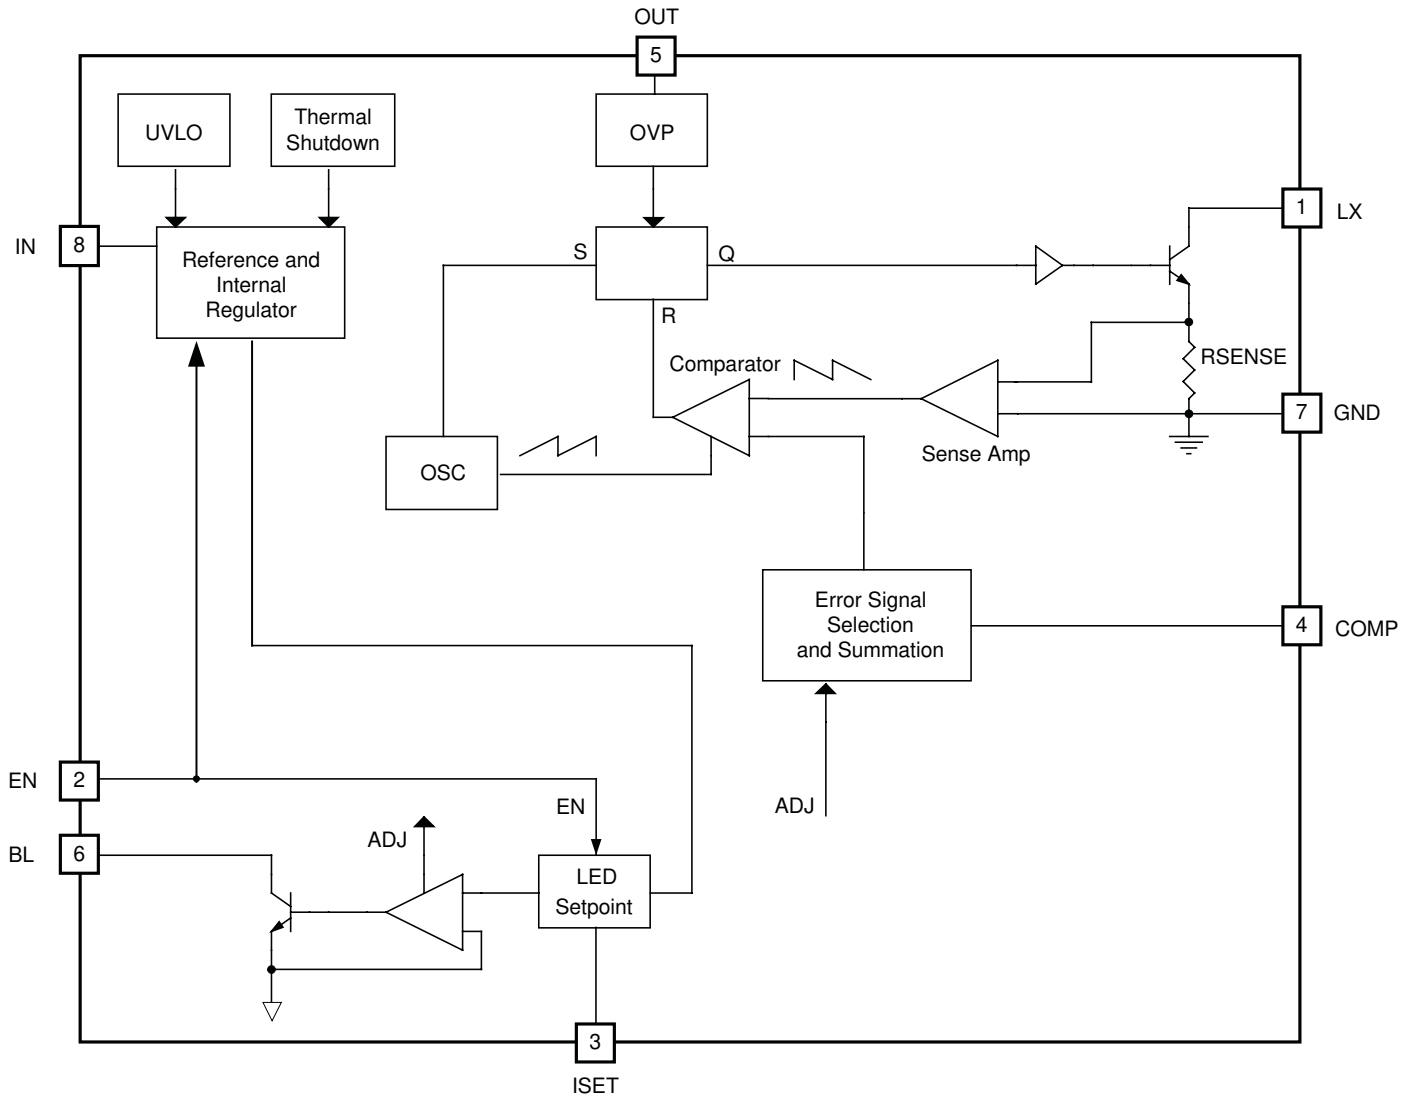 OUT
5
UVLO
Thermal
Shutdown
OVP
1
LX
IN
8
Reference and
Internal
Regulator
S
Q
R
RSENSE
Comparator
7
GND
Sense Amp
OSC
Error Signal
Selection
and Summation
4
COMP
EN
2
EN
ADJ
BL
6
ADJ
LED
Setpoint
3
ISET